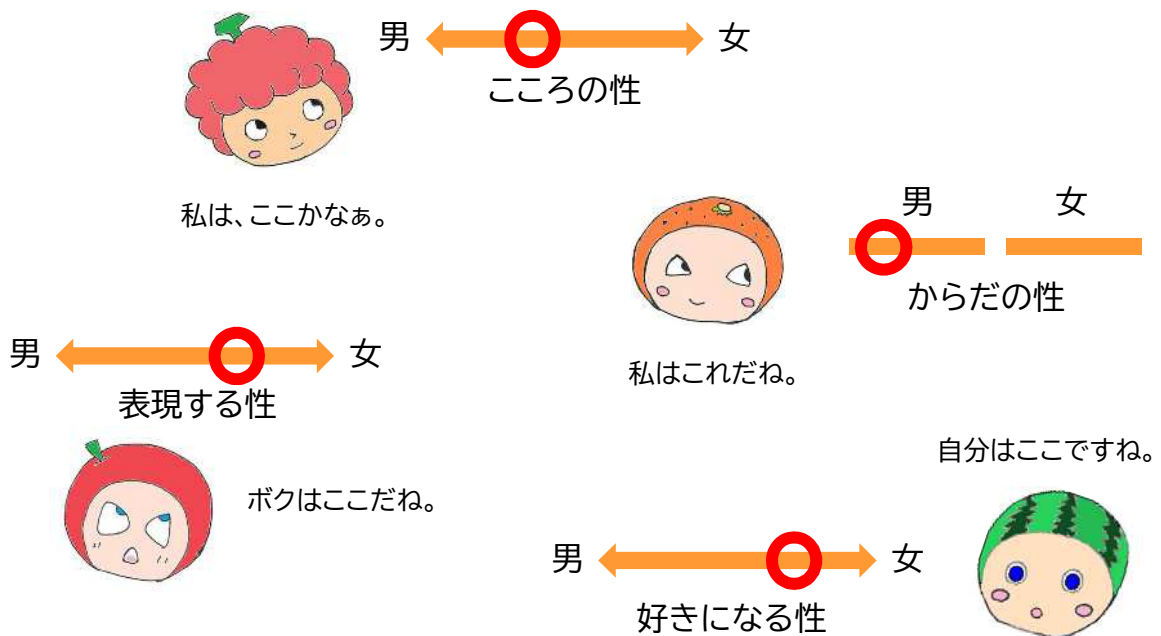 男 女
こころの性
私は、ここかなぁ。
男 女
からだの性
私はこれだね。
男 女
表現する性
ボクはここだね。
自分はここですね。
男 女
好きになる性